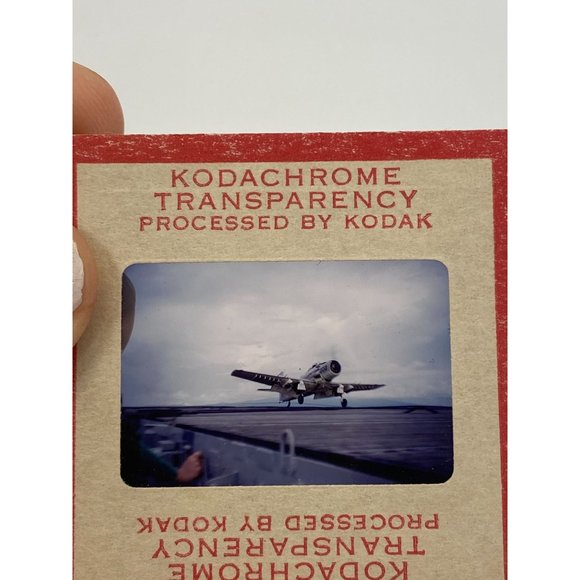 KODACHROME
TRANSPARENCY
PROCESSED BY KODAK
PROCESSED BY KODAK
TRANSPARENCY
KODACHROME